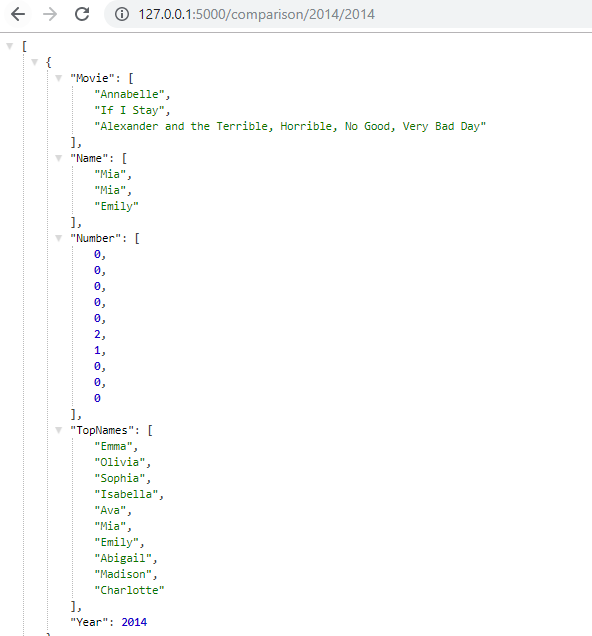 127.0.0.1:5000/comparison/2014/2014
[
{
"Movie": [
"Annabelle",
"If I Stay",
"Alexander and the Terrible, Horrible, No Good, Very Bad Day"
],
"Name": [
"Mia",
"Mia",
"Emily"
],
"Number": [
0,
0,
0,
0,
0,
2,
1,
0,
0,
0
],
"TopNames": [
"Emma",
"Olivia",
"Sophia",
"Isabella",
"Ava",
"Mia",
"Emily",
"Abigail",
"Madison",
"Charlotte"
],
"Year": 2014